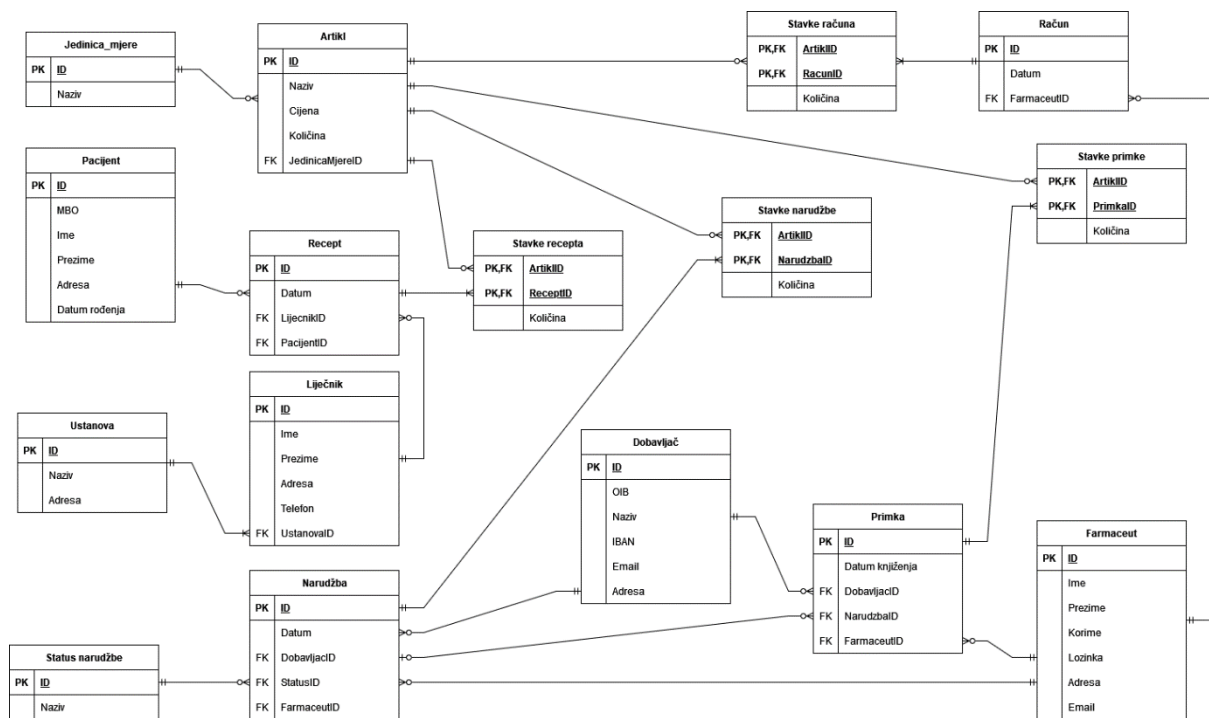 Jedinica_mjere
PK ID
Naziv
Artikl
PK ID
Naziv
Cijena
Količina
FK JedinicaMjereID
Stavke računa
PK,FK ArtiklID
PK,FK RacunID
Količina
Račun
PK ID
Datum
FK FarmaceutID
Pacijent
PK ID
MBO
Ime
Prezime
Adresa
Datum rođenja
Recept
PK ID
Datum
FK LijecnikID
FK PacijentID
Stavke recepta
PK,FK ArtiklID
PK,FK ReceptID
Količina
Stavke narudžbe
PK,FK ArtiklID
PK,FK NarudzbaID
Količina
Stavke primke
PK,FK ArtiklID
PK,FK PrimkaID
Količina
Ustanova
PK ID
Naziv
Adresa
Liječnik
PK ID
Ime
Prezime
Adresa
Telefon
FK UstanovaID
Dobavljač
PK ID
OIB
Naziv
IBAN
Email
Adresa
Primka
PK ID
Datum knjiženja
FK DobavljacID
FK NarudzbaID
FK FarmaceutID
Farmaceut
PK ID
Ime
Prezime
Korime
Lozinka
Adresa
Email
Status narudžbe
PK ID
Naziv
Narudžba
PK ID
Datum
FK DobavljacID
FK StatusID
FK FarmaceutID